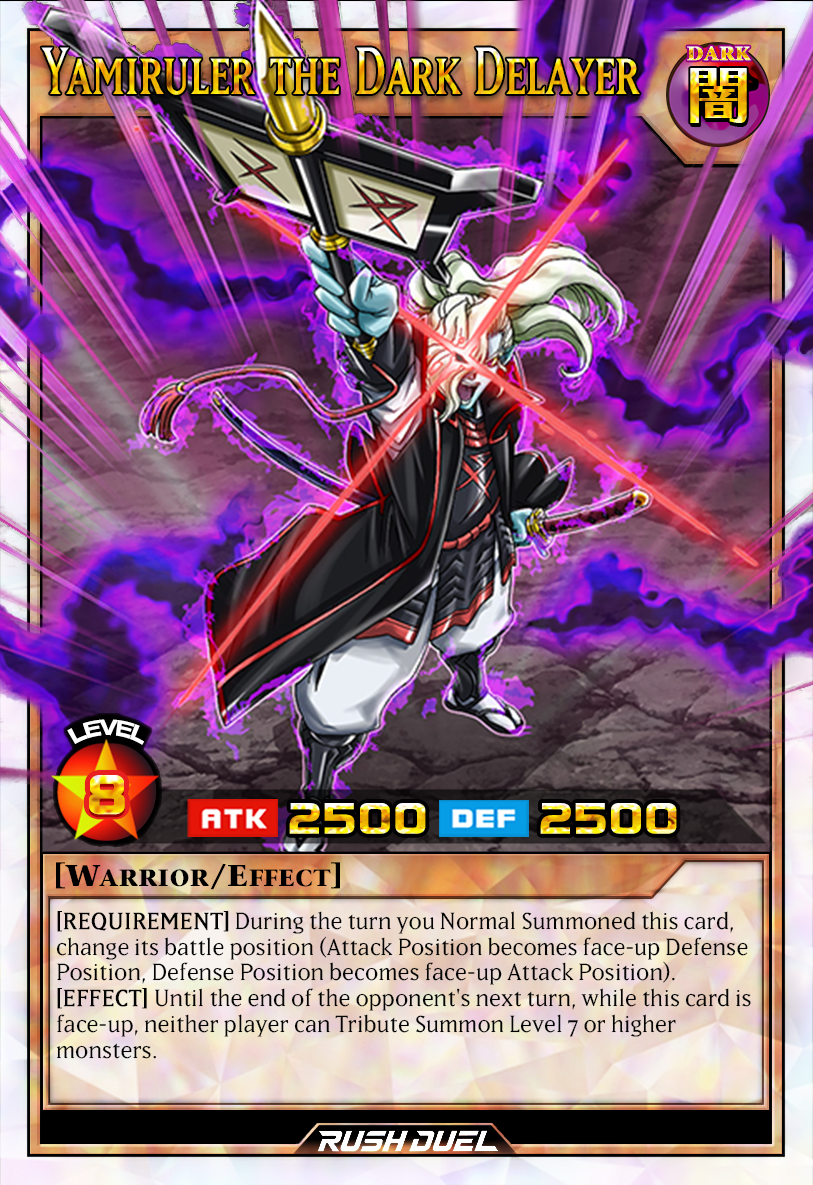 Yamiruler the Dark Delayer
DARK
闇
LEVEL
8
ATK 2500 DEF 2500
[Warrior/Effect]
[REQUIREMENT] During the turn you Normal Summoned this card,
change its battle position (Attack Position becomes face-up Defense
Position, Defense Position becomes face-up Attack Position).
[EFFECT] Until the end of the opponent's next turn, while this card is
face-up, neither player can Tribute Summon Level 7 or higher
monsters.
RUSH DUEL